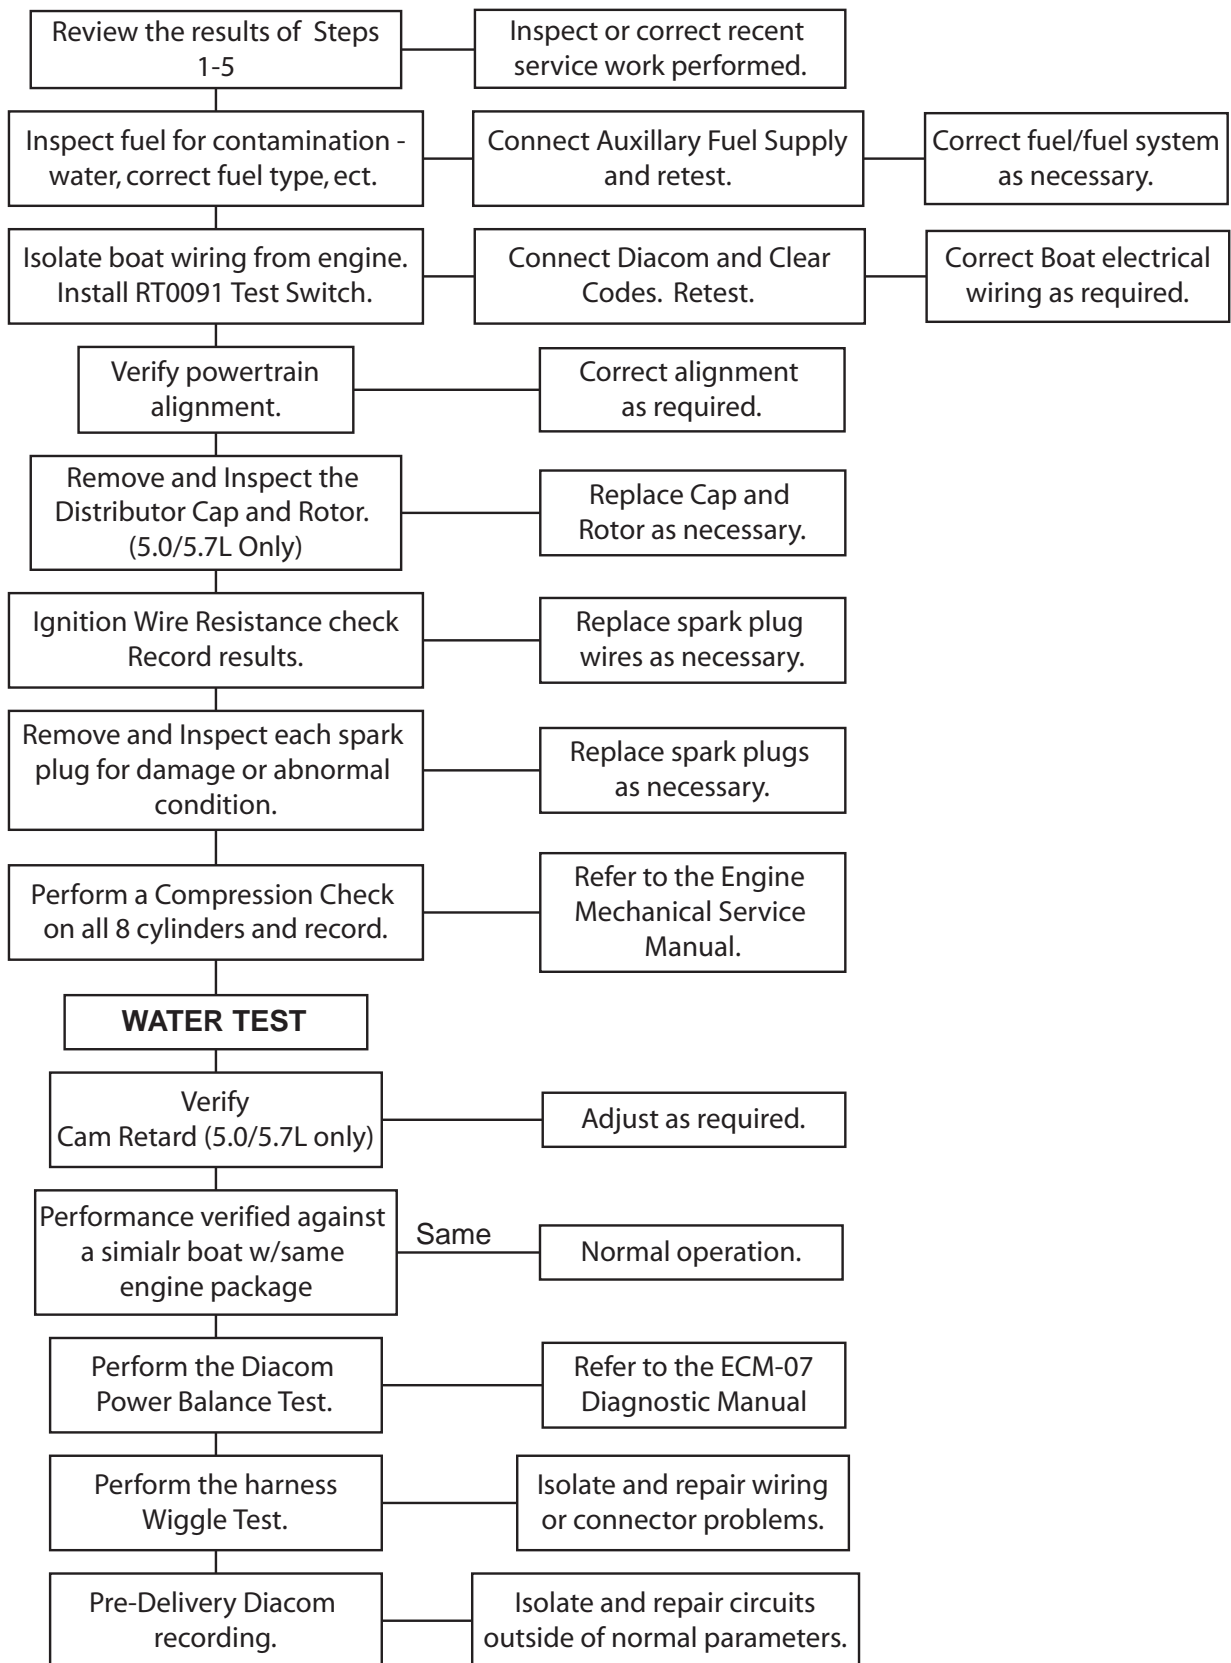 Review the results of Steps
1-5
Inspect or correct recent
service work performed.
Inspect fuel for contamination -
water, correct fuel type, ect.
Connect Auxillary Fuel Supply
and retest.
Correct fuel/fuel system
as necessary.
Isolate boat wiring from engine.
Install RT0091 Test Switch.
Connect Diacom and Clear
Codes. Retest.
Correct Boat electrical
wiring as required.
Verify powertrain
alignment.
Correct alignment
as required.
Remove and Inspect the
Distributor Cap and Rotor.
(5.0/5.7L Only)
Replace Cap and
Rotor as necessary.
Ignition Wire Resistance check
Record results.
Replace spark plug
wires as necessary.
Remove and Inspect each spark
plug for damage or abnormal
condition.
Replace spark plugs
as necessary.
Perform a Compression Check
on all 8 cylinders and record.
Refer to the Engine
Mechanical Service
Manual.
WATER TEST
Verify
Cam Retard (5.0/5.7L only)
Adjust as required.
Performance verified against
a simialr boat w/same
engine package
Same
Normal operation.
Perform the Diacom
Power Balance Test.
Refer to the ECM-07
Diagnostic Manual
Perform the harness
Wiggle Test.
Isolate and repair wiring
or connector problems.
Pre-Delivery Diacom
recording.
Isolate and repair circuits
outside of normal parameters.